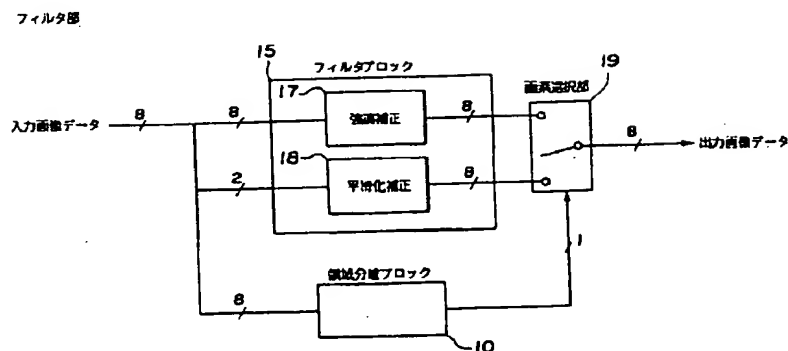 フィルタ部
15
フィルタブロック
17
強調補正
画素選択部
19
入力画像データ
8
8
8
8
出力画像データ
18
平滑化補正
2
8
1
領域分離ブロック
8
10